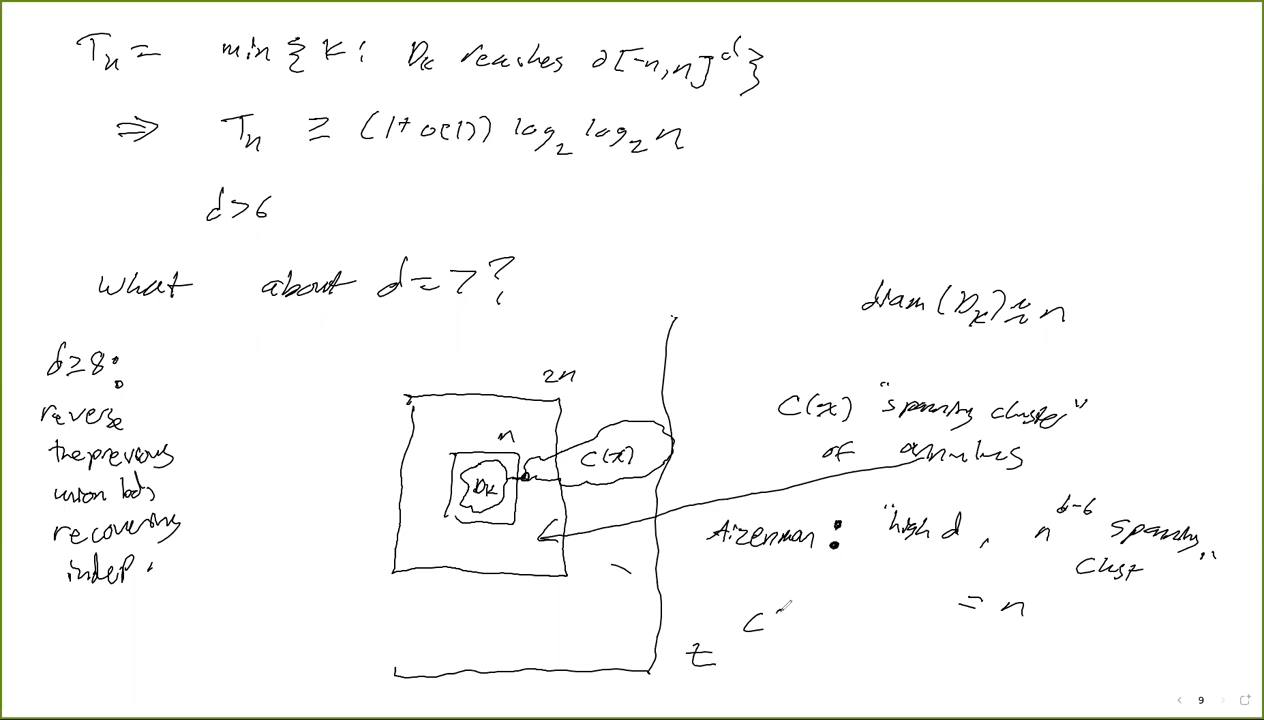 T_n = min { K : D_K reaches ∂[-n,n]^d }
⇒ T_n ≥ (1+o(1)) log_2 log_2 n
d>6
what about d=7?
diam(D_K) ≈ n
d≥8:
reverse
the previous
union bds
recovering
indep.
2n
n
D_K
C(x)
C(x) "spanning cluster"
of annulus
Aizenman: "high d, n^{d-6} spanning
clust"
= n
C
t
9